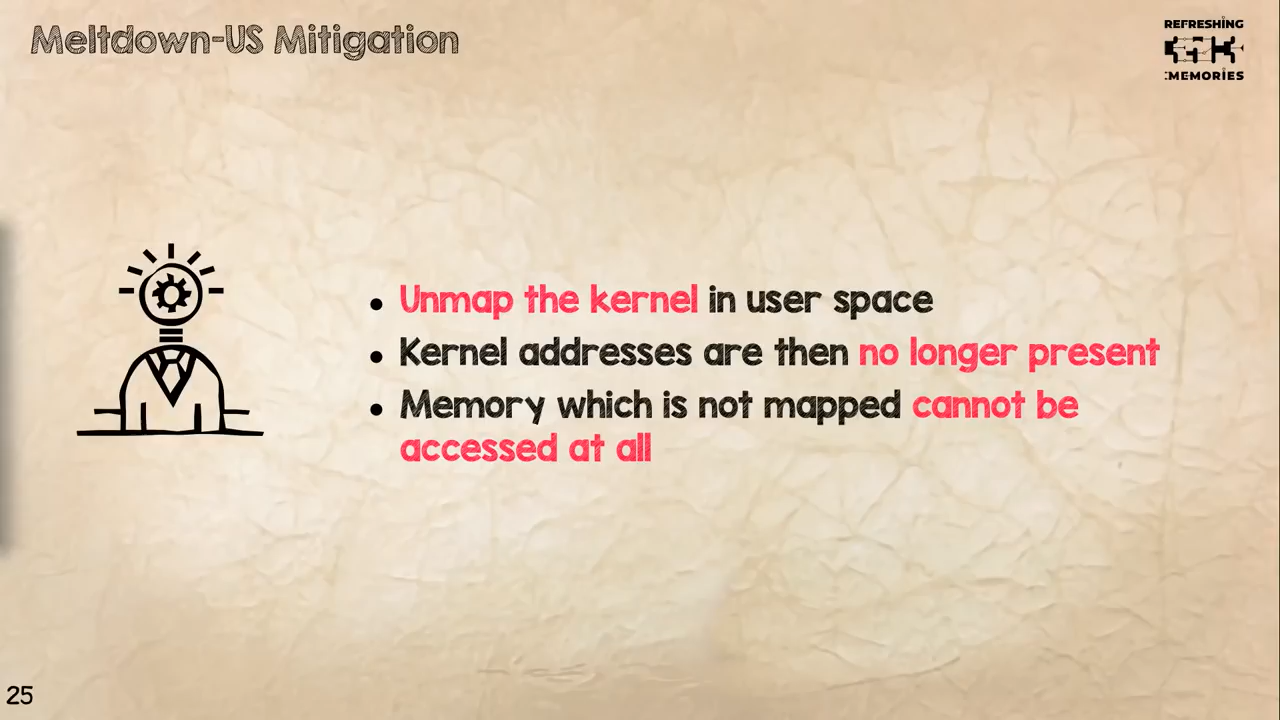 Meltdown-US Mitigation
REFRESHING
MEMORIES
• Unmap the kernel in user space
• Kernel addresses are then no longer present
• Memory which is not mapped cannot be
accessed at all
25